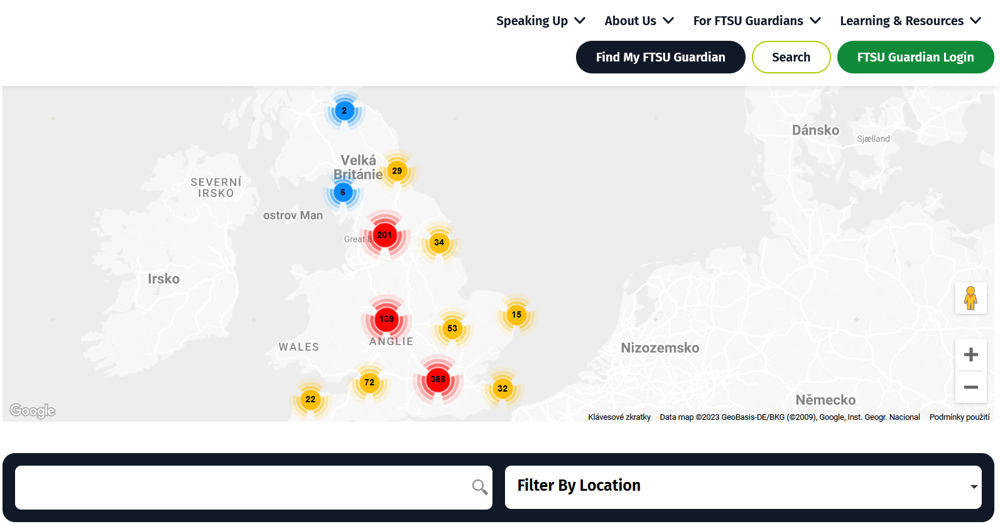 Speaking Up
About Us
For FTSU Guardians
Learning & Resources
Find My FTSU Guardian
Search
FTSU Guardian Login
2
Dánsko
Sjælland
Velká
Británie
29
SEVERNÍ
IRSKO
6
ostrov Man
201
Great B
34
Irsko
139
15
53
ANGLIE
WALES
Nizozemsko
388
72
32
22
Německo
Google
Klávesové zkratky
Data map ©2023 GeoBasis-DE/BKG (©2009), Google, Inst. Geogr. Nacional
Podmínky použití
Filter By Location